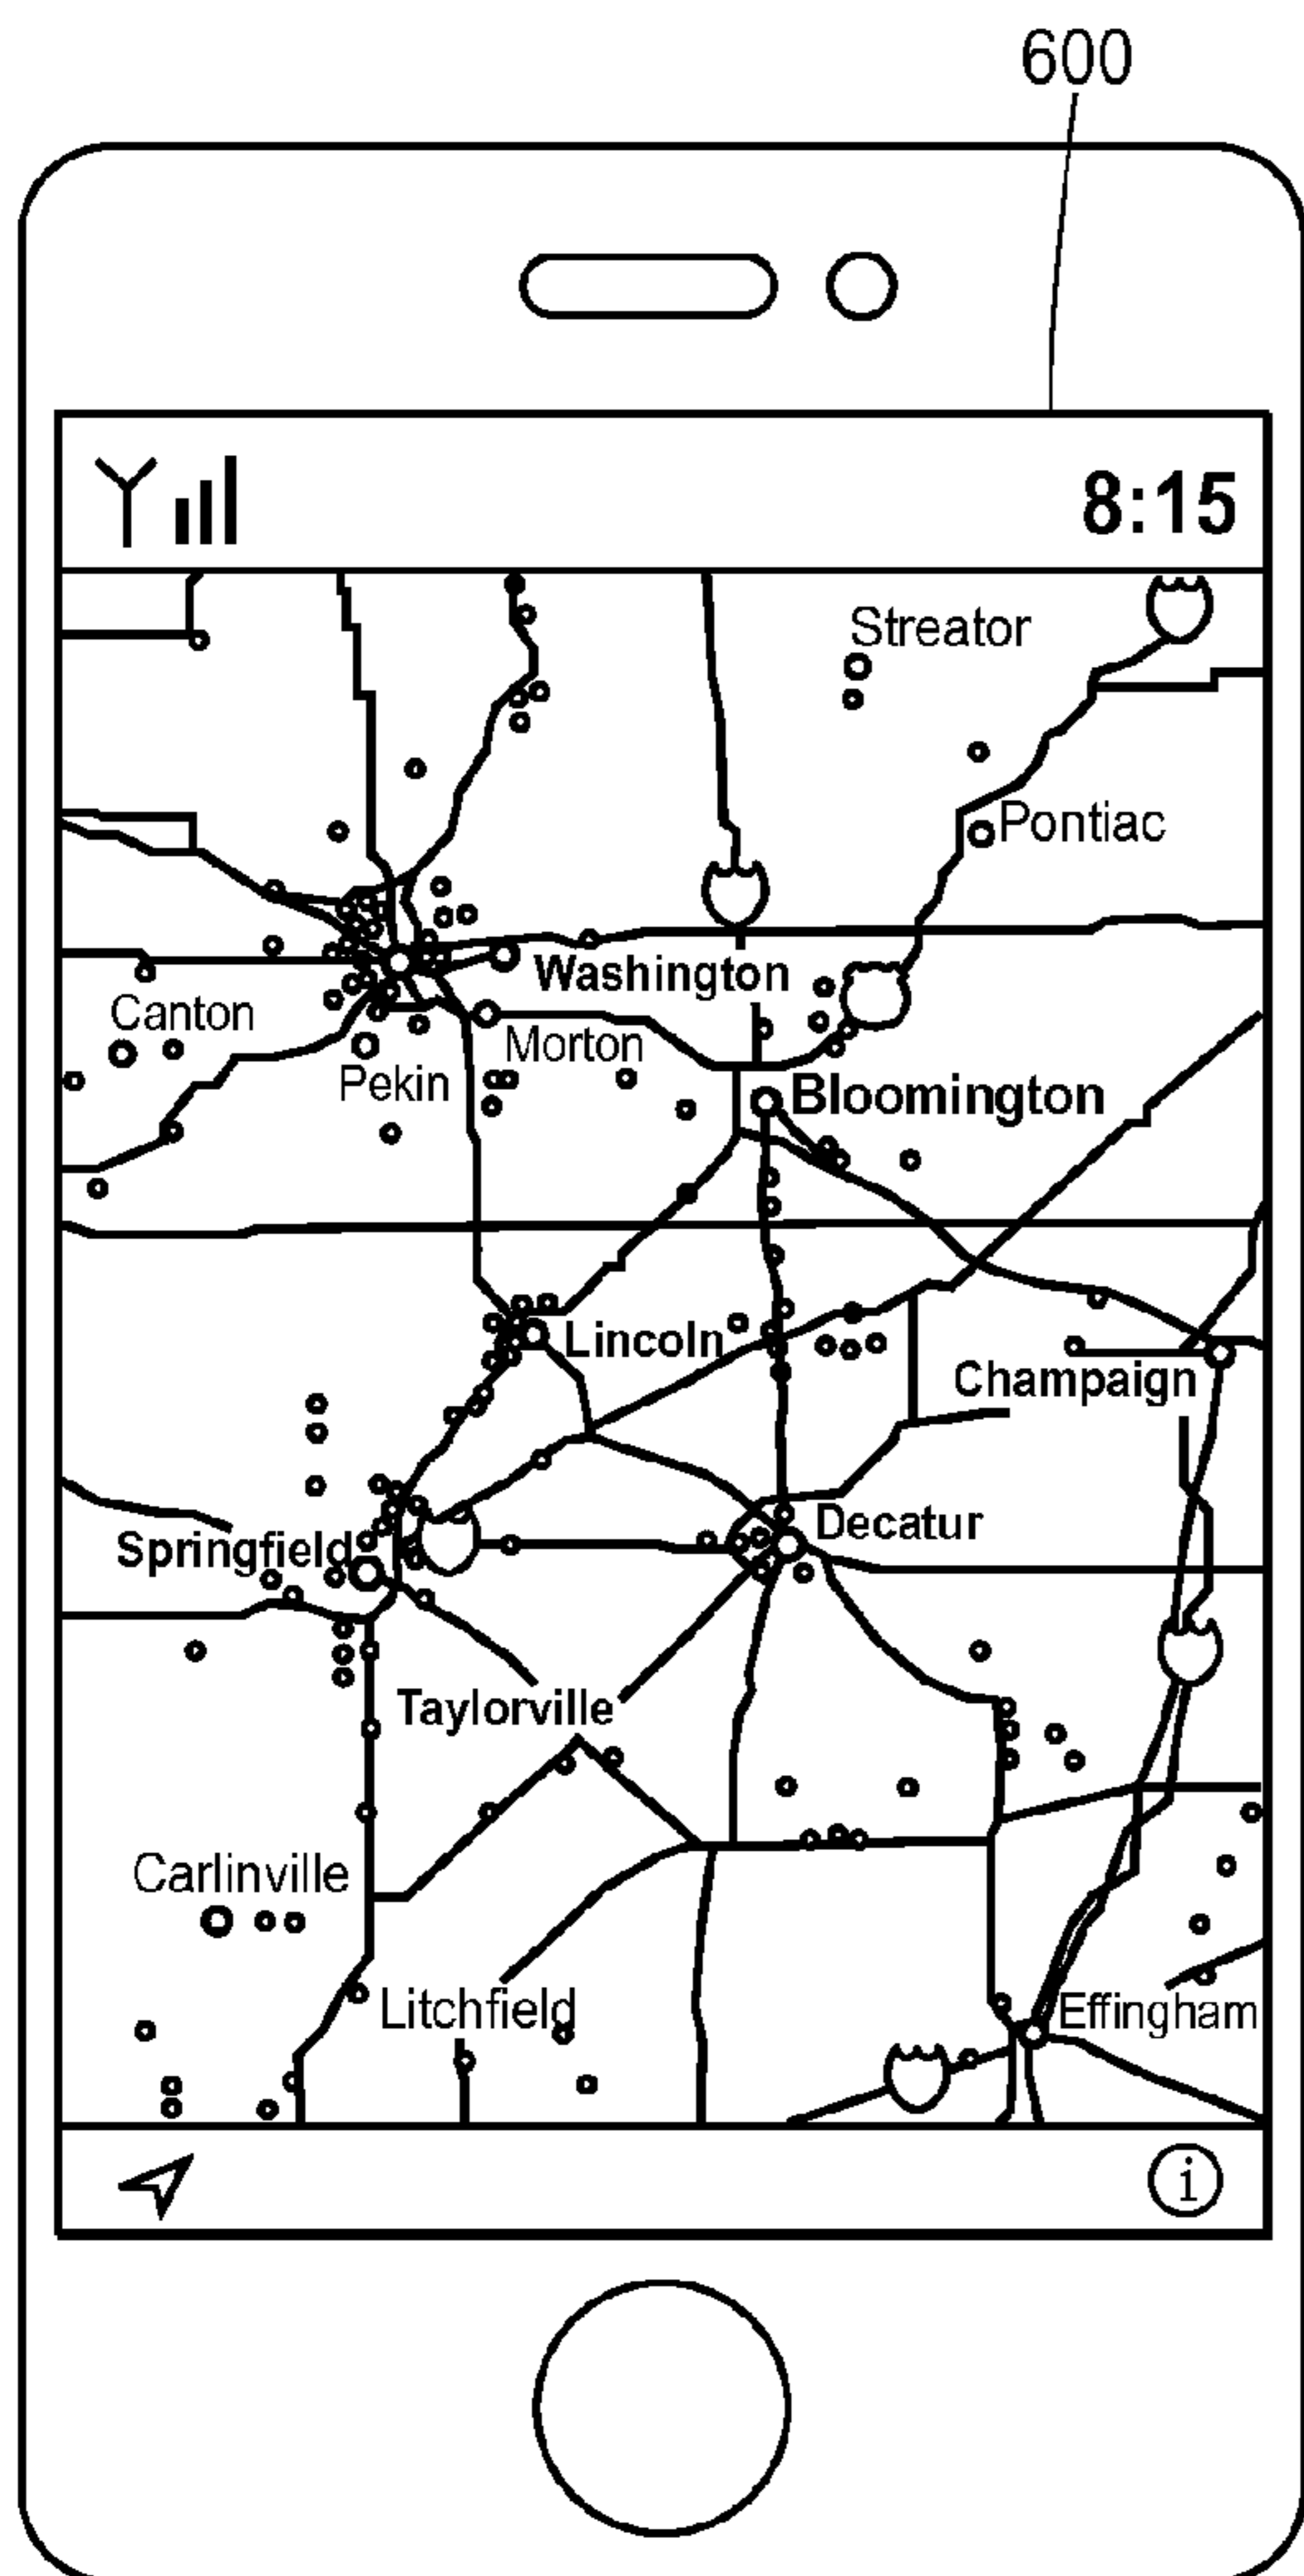 600
8:15
Streator
Pontiac
Washington
Canton
Morton
Pekin
Bloomington
Lincoln
Champaign
Decatur
Springfield
Taylorville
Carlinville
Litchfield
Effingham
i